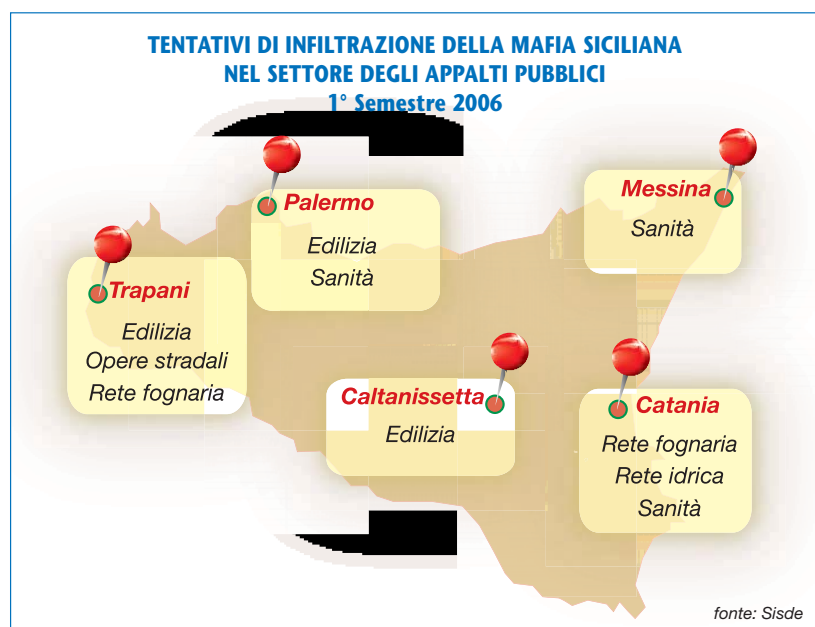 TENTATIVI DI INFILTRAZIONE DELLA MAFIA SICILIANA
NEL SETTORE DEGLI APPALTI PUBBLICI
1° Semestre 2006
Palermo
Edilizia
Sanità
Messina
Sanità
Trapani
Edilizia
Opere stradali
Rete fognaria
Caltanissetta
Edilizia
Catania
Rete fognaria
Rete idrica
Sanità
fonte: Sisde